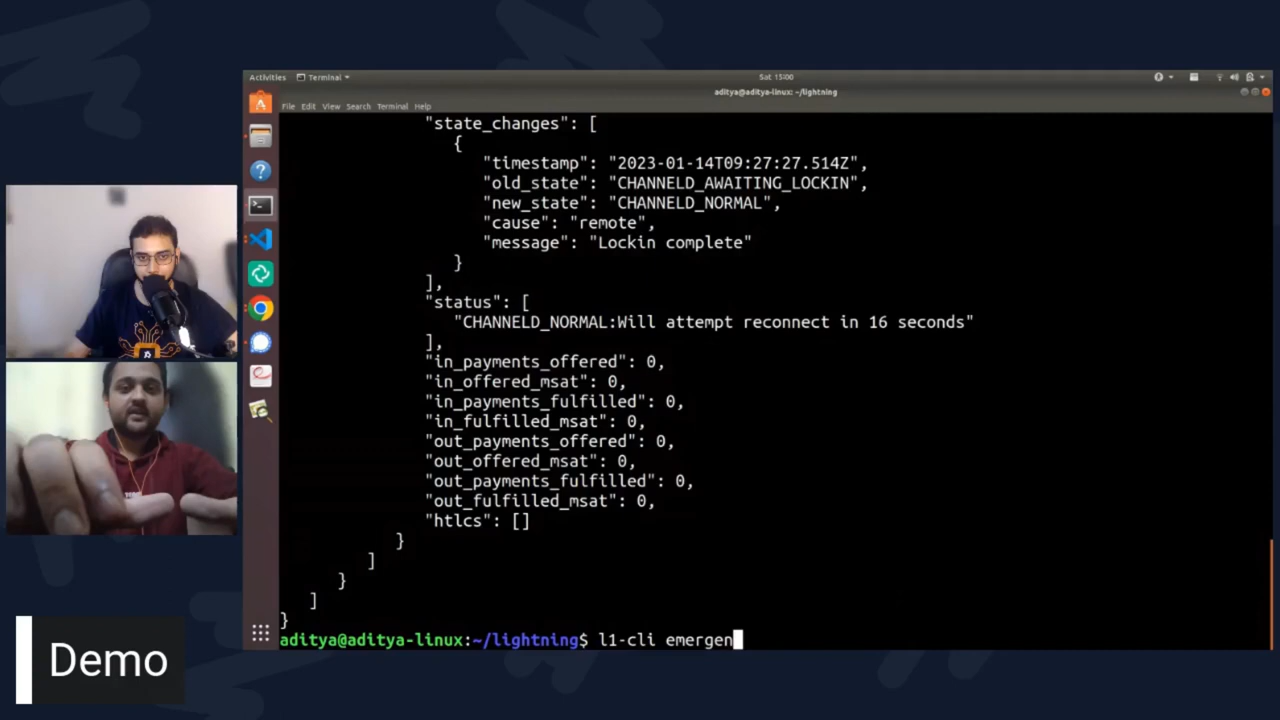 Activities Terminal Sat 15:00
aditya@aditya-linux: ~/lightning
File Edit View Search Terminal Help
"state_changes": [
{
"timestamp": "2023-01-14T09:27:27.514Z",
"old_state": "CHANNELD_AWAITING_LOCKIN",
"new_state": "CHANNELD_NORMAL",
"cause": "remote",
"message": "Lockin complete"
}
],
"status": [
"CHANNELD_NORMAL:Will attempt reconnect in 16 seconds"
],
"in_payments_offered": 0,
"in_offered_msat": 0,
"in_payments_fulfilled": 0,
"in_fulfilled_msat": 0,
"out_payments_offered": 0,
"out_offered_msat": 0,
"out_payments_fulfilled": 0,
"out_fulfilled_msat": 0,
"htlcs": []
}
]
}
]
}
aditya@aditya-linux:~/lightning$ l1-cli emergen
Demo